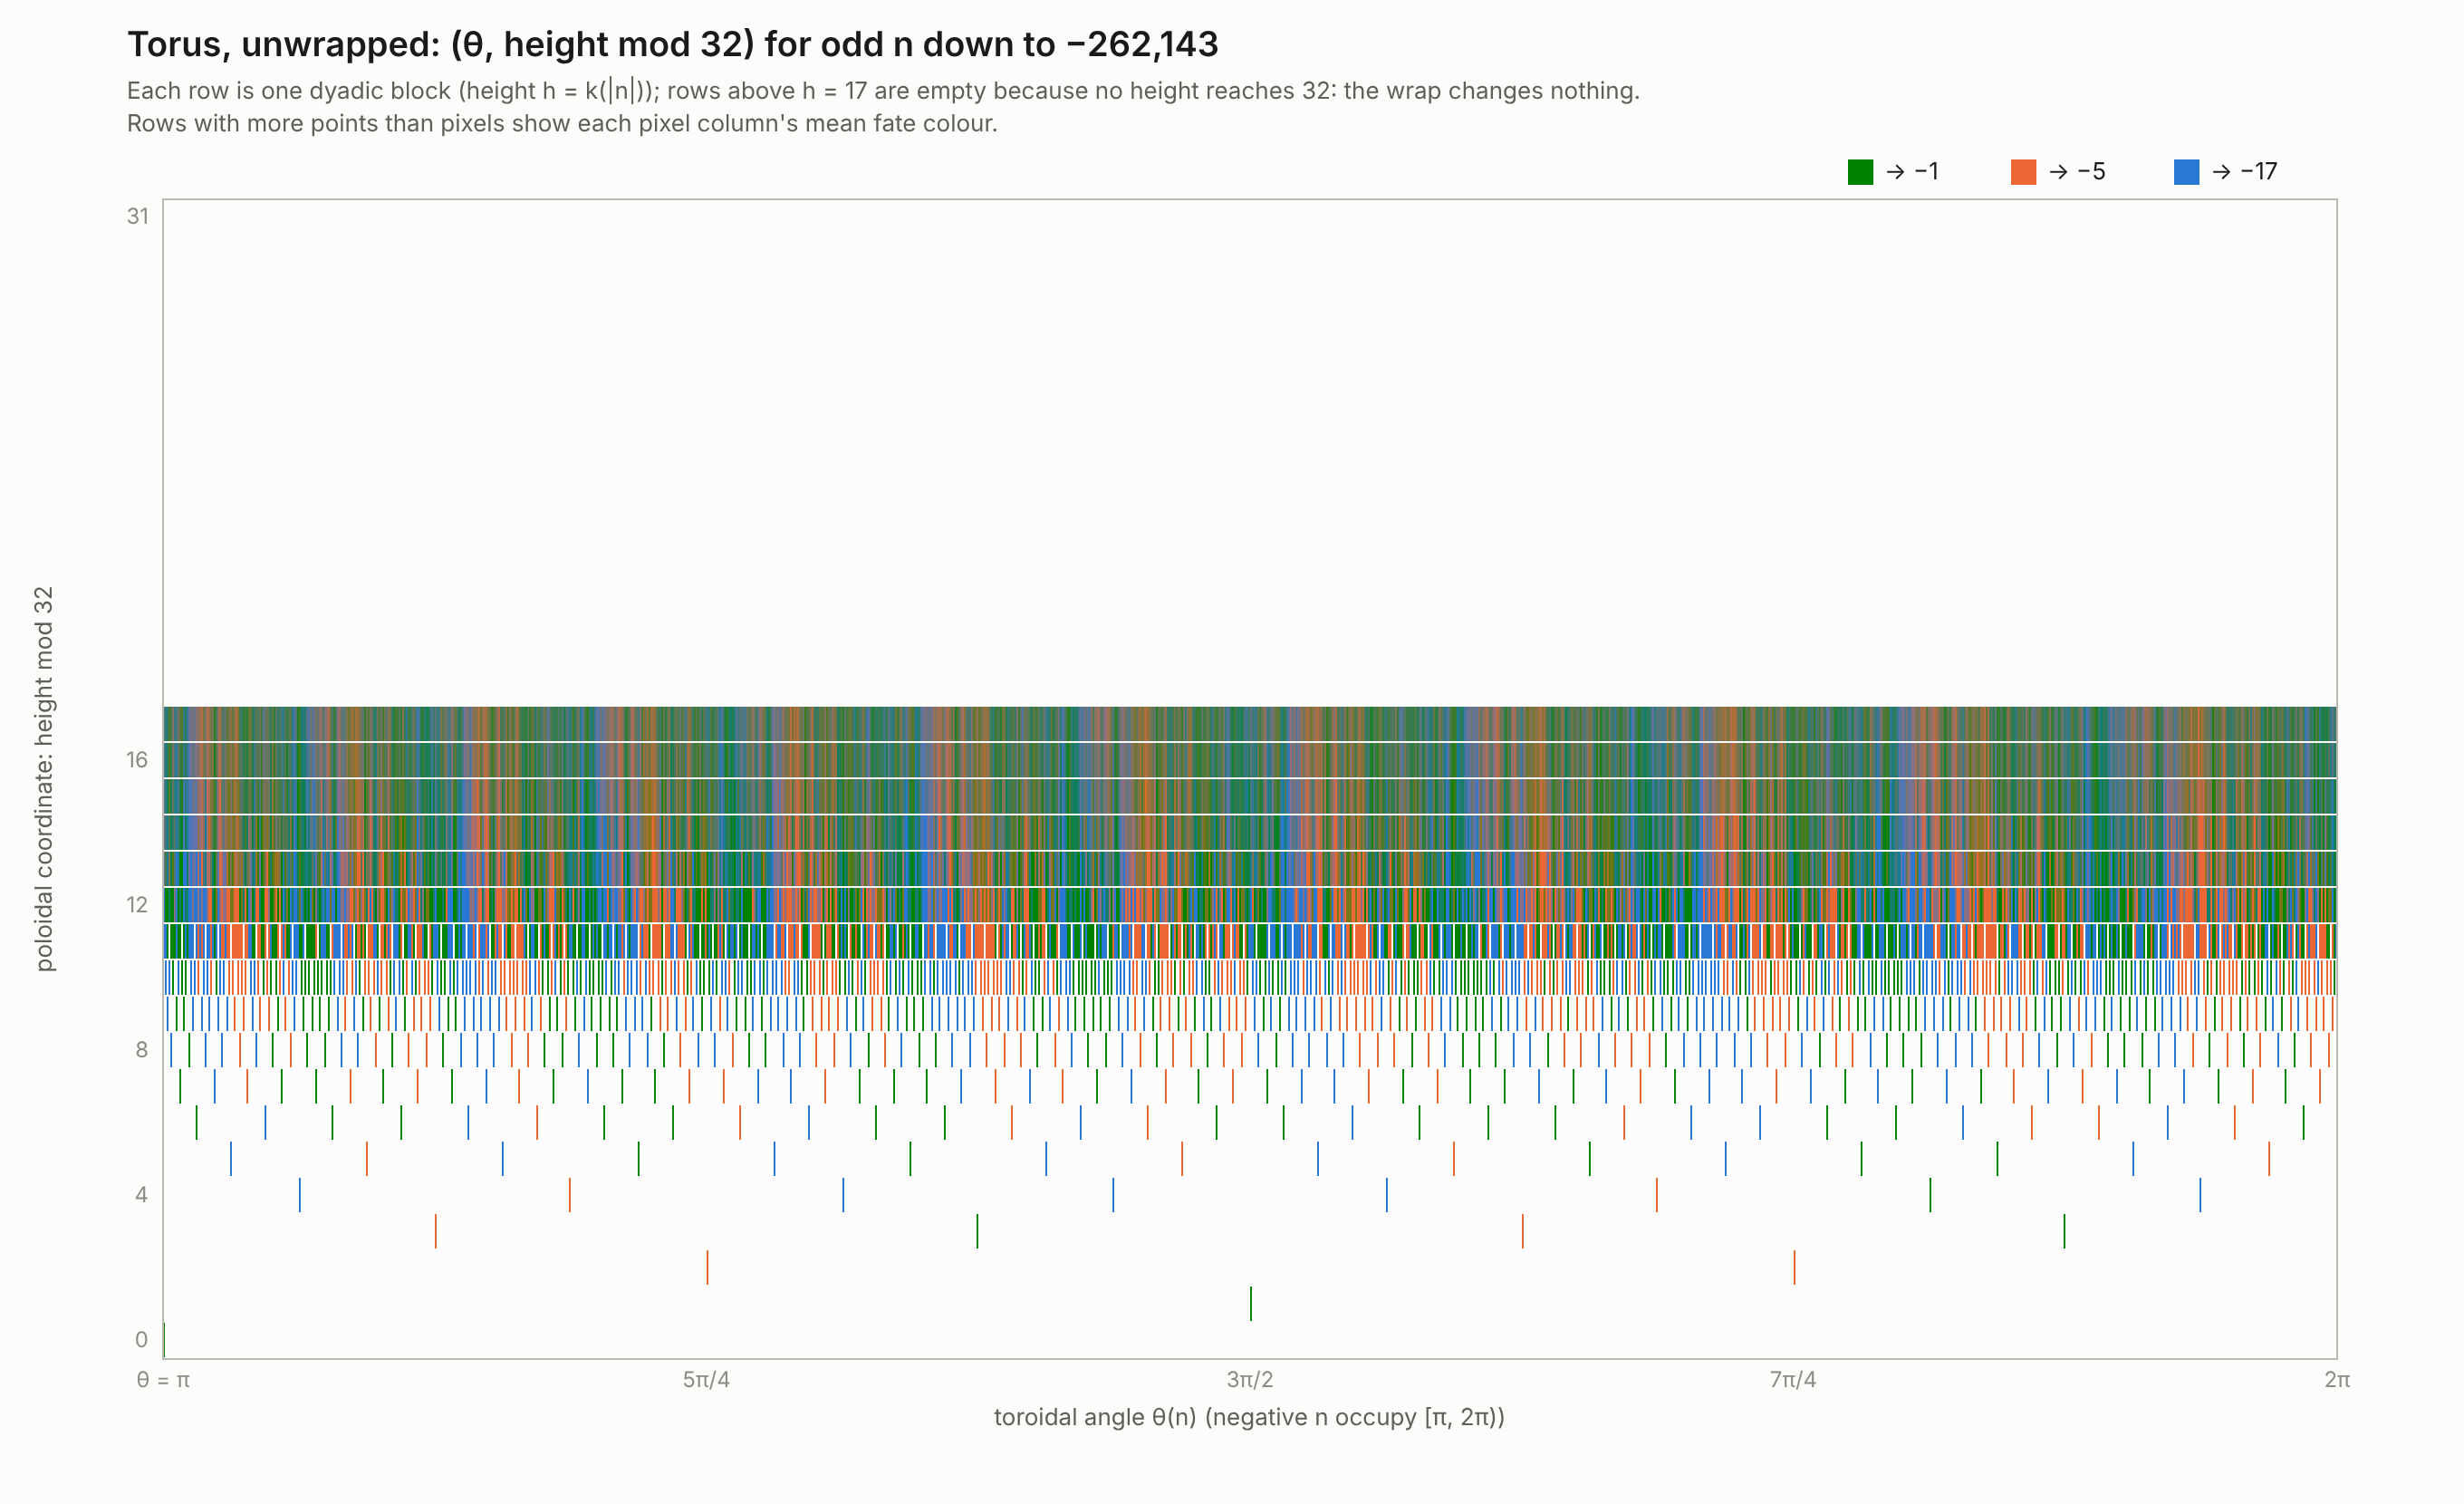 Torus, unwrapped: (θ, height mod 32) for odd n down to −262,143
Each row is one dyadic block (height h = k(|n|)); rows above h = 17 are empty because no height reaches 32: the wrap changes nothing.
Rows with more points than pixels show each pixel column's mean fate colour.
→ −1
→ −5
→ −17
31
16
12
8
4
0
poloidal coordinate: height mod 32
θ = π
5π/4
3π/2
7π/4
2π
toroidal angle θ(n) (negative n occupy [π, 2π))